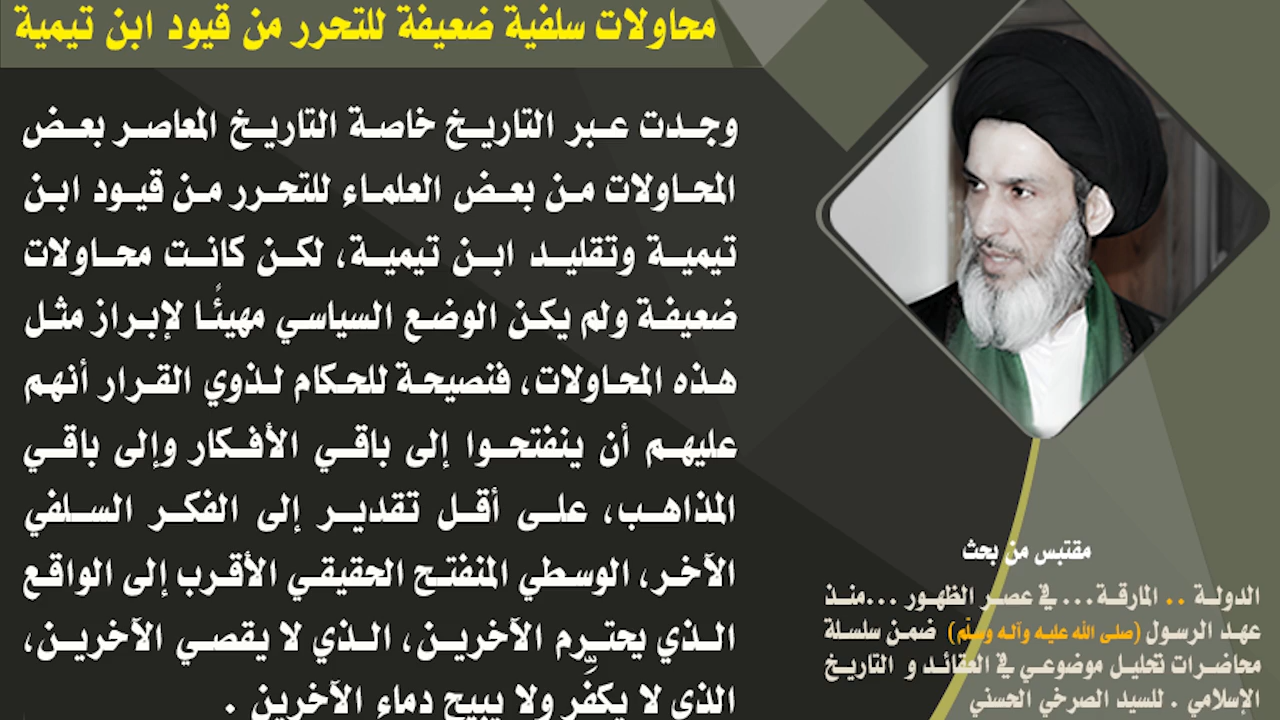 محاولات سلفية ضعيفة للتحرر من قيود ابن تيمية
وجدت عبر التاريخ خاصة التاريخ المعاصر بعض
المحاولات من بعض العلماء للتحرر من قيود ابن
تيمية وتقليد ابن تيمية، لكن كانت محاولات
ضعيفة ولم يكن الوضع السياسي مهيئًا لإبراز مثل
هذه المحاولات، فنصيحة للحكام لذوي القرار أنهم
عليهم أن ينفتحوا إلى باقي الأفكار وإلى باقي
المذاهب، على أقل تقدير إلى الفكر السلفي
الآخر، الوسطي المنفتح الحقيقي الأقرب إلى الواقع
الذي يحترم الآخرين، الذي لا يقصي الآخرين،
الذي لا يكفِّر ولا يبيح دماء الآخرين .
مقتبس من بحث
الدولة .. المارقة... في عصر الظهور ...منذ
عهد الرسول (صلى الله عليه وآله وسلّم) ضمن سلسلة
محاضرات تحليل موضوعي في العقائد و التاريخ
الإسلامي . للسيد الصرخي الحسني